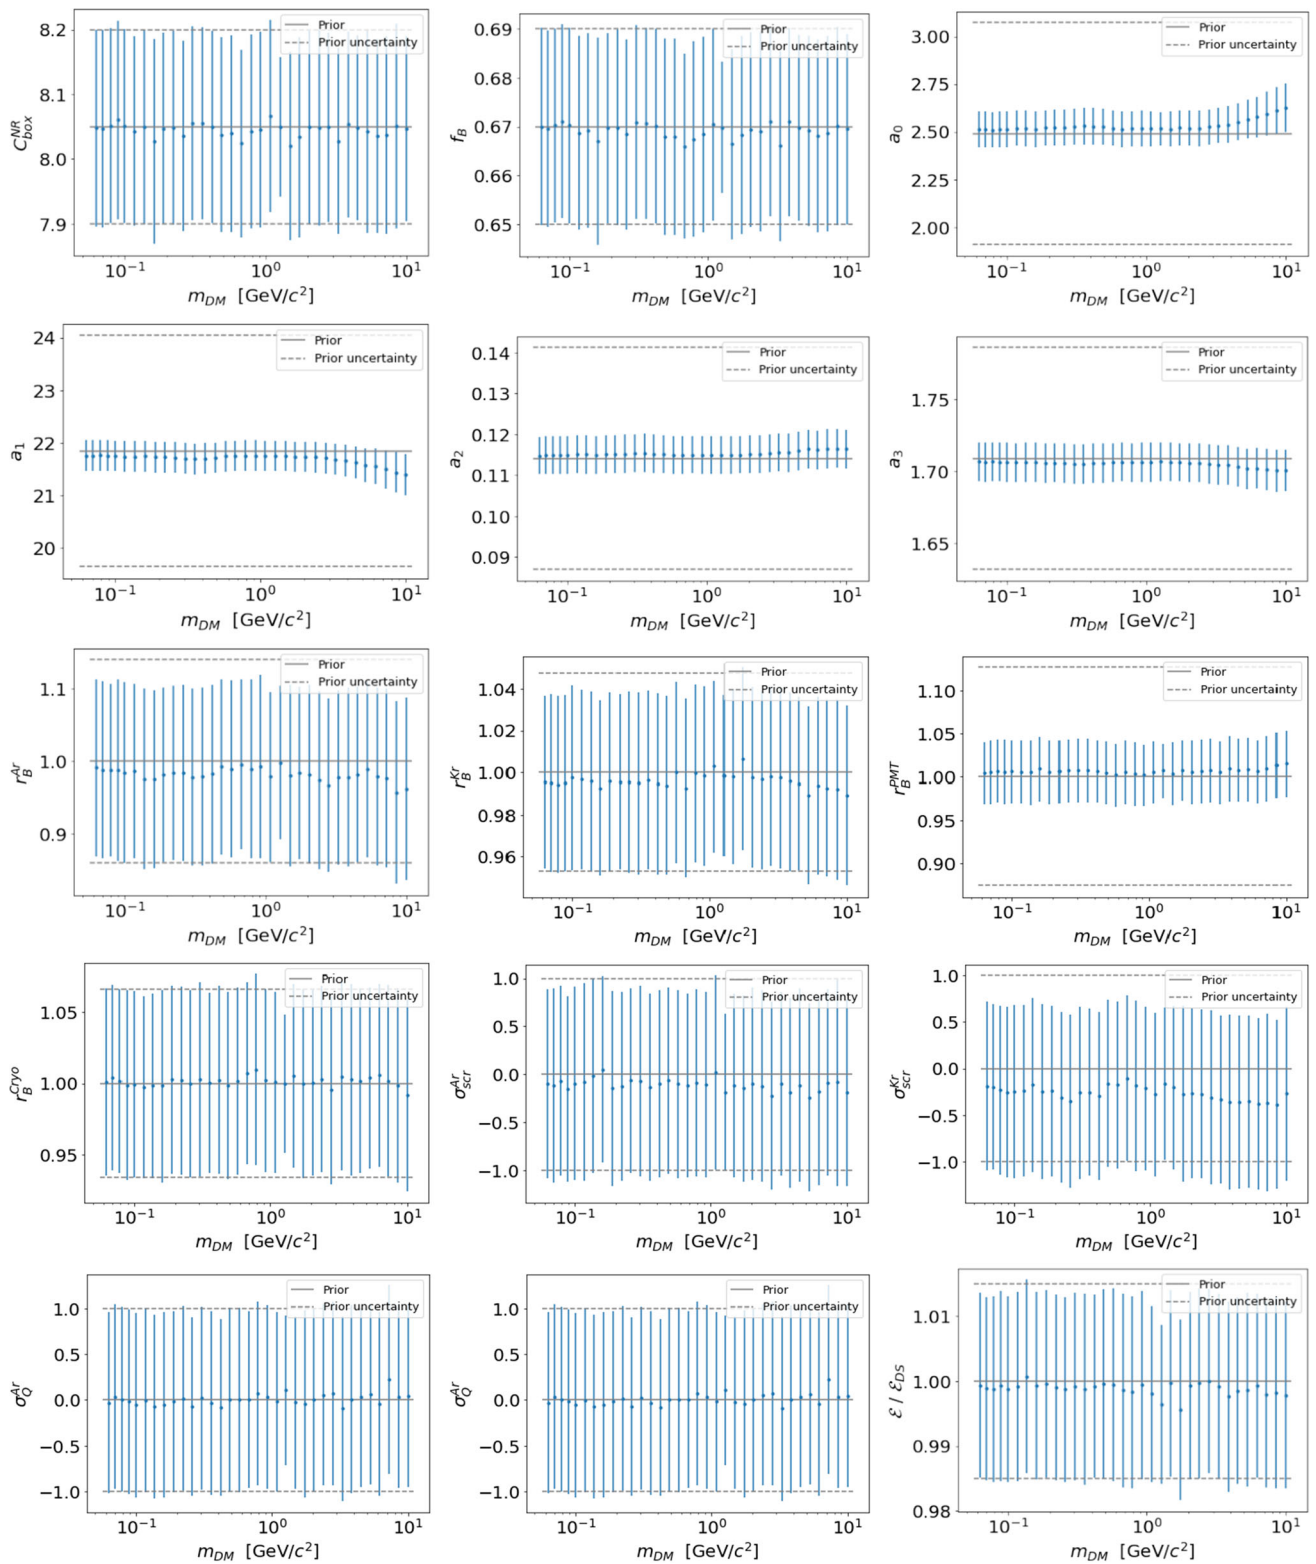 Prior
Prior uncertainty
8.2
8.1
8.0
7.9
C_box^NR
10^-1
10^0
10^1
m_DM [GeV/c^2]
Prior
Prior uncertainty
0.69
0.68
0.67
0.66
0.65
f_B
10^-1
10^0
10^1
m_DM [GeV/c^2]
Prior
Prior uncertainty
3.00
2.75
2.50
2.25
2.00
a_0
10^-1
10^0
10^1
m_DM [GeV/c^2]
Prior
Prior uncertainty
24
23
22
21
20
a_1
10^-1
10^0
10^1
m_DM [GeV/c^2]
Prior
Prior uncertainty
0.14
0.13
0.12
0.11
0.10
0.09
a_2
10^-1
10^0
10^1
m_DM [GeV/c^2]
Prior
Prior uncertainty
1.75
1.70
1.65
a_3
10^-1
10^0
10^1
m_DM [GeV/c^2]
Prior
Prior uncertainty
1.1
1.0
0.9
r_B^Ar
10^-1
10^0
10^1
m_DM [GeV/c^2]
Prior
Prior uncertainty
1.04
1.02
1.00
0.98
0.96
r_B^Kr
10^-1
10^0
10^1
m_DM [GeV/c^2]
Prior
Prior uncertainty
1.10
1.05
1.00
0.95
0.90
r_B^PMT
10^-1
10^0
10^1
m_DM [GeV/c^2]
Prior
Prior uncertainty
1.05
1.00
0.95
r_B^Cryo
10^-1
10^0
10^1
m_DM [GeV/c^2]
Prior
Prior uncertainty
1.0
0.5
0.0
−0.5
−1.0
σ_scr^Ar
10^-1
10^0
10^1
m_DM [GeV/c^2]
Prior
Prior uncertainty
1.0
0.5
0.0
−0.5
−1.0
σ_scr^Kr
10^-1
10^0
10^1
m_DM [GeV/c^2]
Prior
Prior uncertainty
1.0
0.5
0.0
−0.5
−1.0
σ_Q^Ar
10^-1
10^0
10^1
m_DM [GeV/c^2]
Prior
Prior uncertainty
1.0
0.5
0.0
−0.5
−1.0
σ_Q^Ar
10^-1
10^0
10^1
m_DM [GeV/c^2]
Prior
Prior uncertainty
1.01
1.00
0.99
0.98
ℰ / ℰ_DS
10^-1
10^0
10^1
m_DM [GeV/c^2]